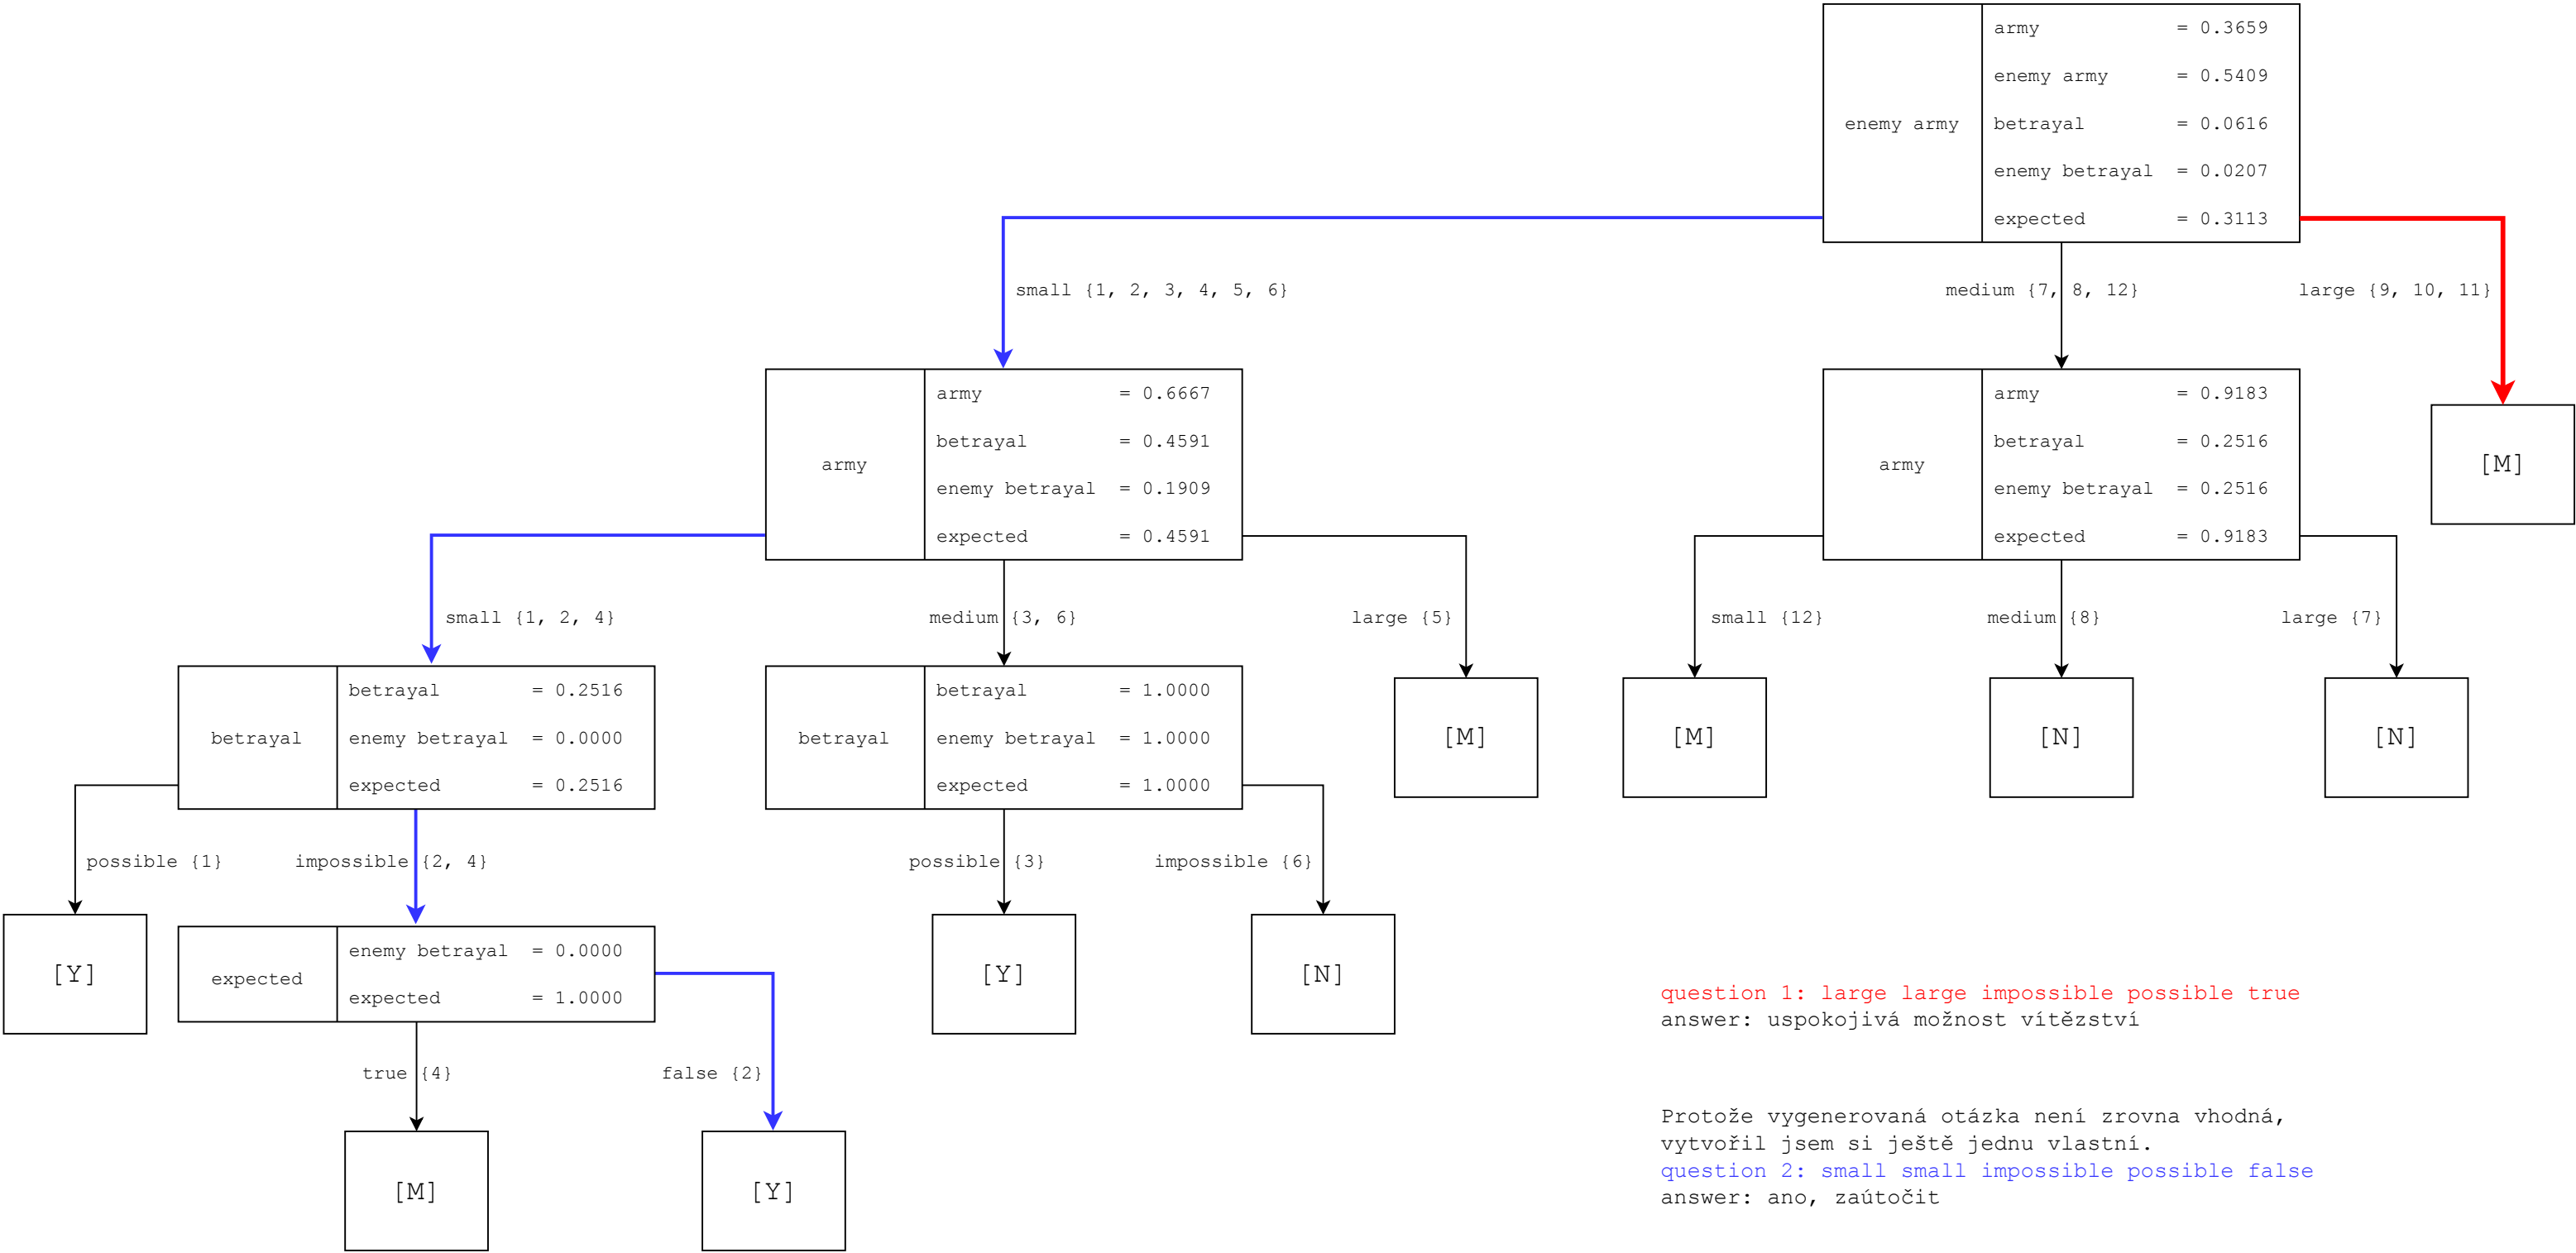 enemy army
army = 0.3659
enemy army = 0.5409
betrayal = 0.0616
enemy betrayal = 0.0207
expected = 0.3113
small {1, 2, 3, 4, 5, 6}
medium {7, 8, 12}
large {9, 10, 11}
army
army = 0.6667
betrayal = 0.4591
enemy betrayal = 0.1909
expected = 0.4591
army
army = 0.9183
betrayal = 0.2516
enemy betrayal = 0.2516
expected = 0.9183
[M]
small {1, 2, 4}
medium {3, 6}
large {5}
small {12}
medium {8}
large {7}
betrayal
betrayal = 0.2516
enemy betrayal = 0.0000
expected = 0.2516
betrayal
betrayal = 1.0000
enemy betrayal = 1.0000
expected = 1.0000
[M]
[M]
[N]
[N]
possible {1}
impossible {2, 4}
possible {3}
impossible {6}
[Y]
expected
enemy betrayal = 0.0000
expected = 1.0000
[Y]
[N]
true {4}
false {2}
[M]
[Y]
question 1: large large impossible possible true
answer: uspokojivá možnost vítězství
Protože vygenerovaná otázka není zrovna vhodná,
vytvořil jsem si ještě jednu vlastní.
question 2: small small impossible possible false
answer: ano, zaútočit